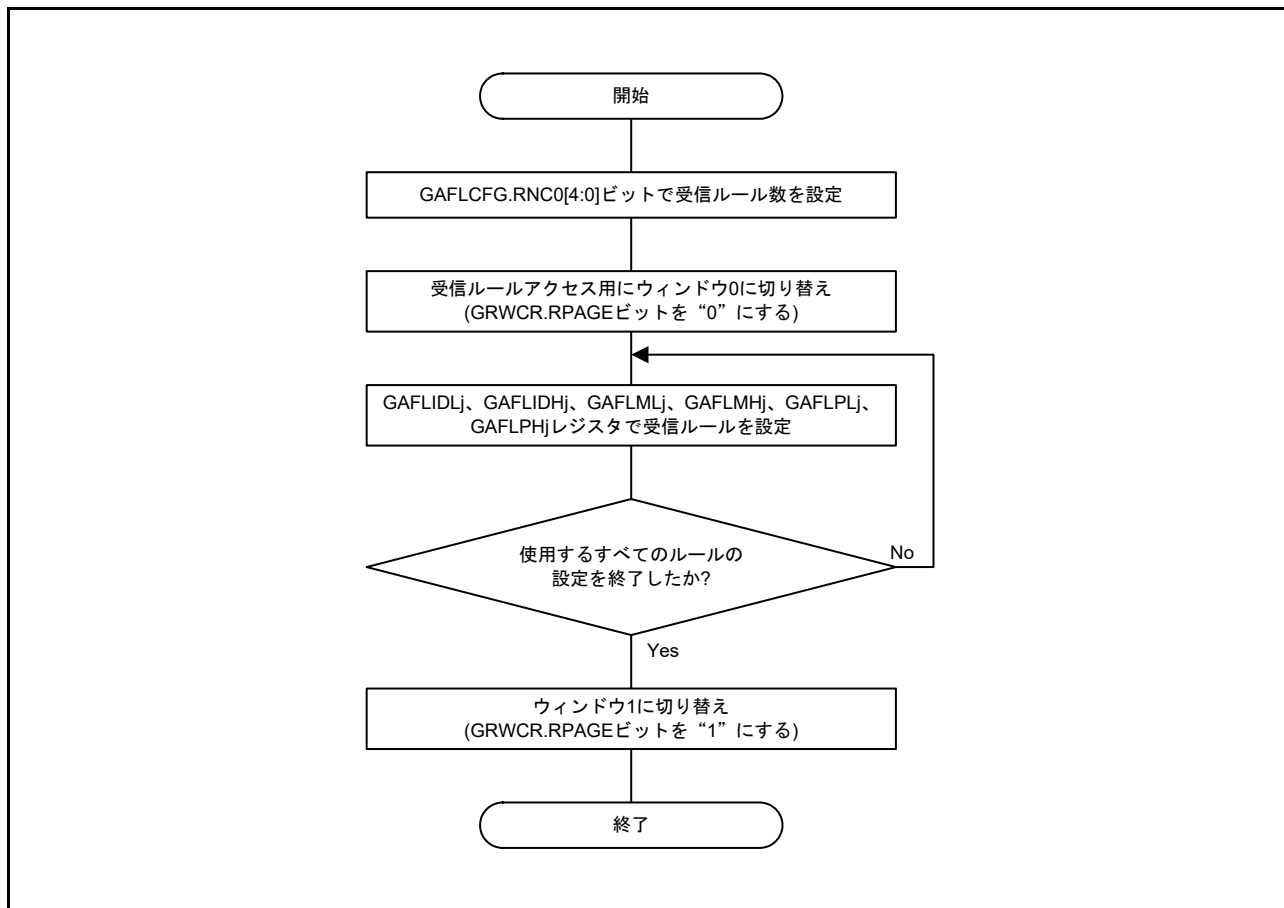 開始
GAFLCFG.RNC0[4:0]ビットで受信ルール数を設定
受信ルールアクセス用にウィンドウ0に切り替え
(GRWCR.RPAGEビットを“0”にする)
GAFLIDLj、GAFLIDHj、GAFLMLj、GAFLMHj、GAFLPLj、
GAFLPHjレジスタで受信ルールを設定
使用するすべてのルールの
設定を終了したか?
No
Yes
ウィンドウ1に切り替え
(GRWCR.RPAGEビットを“1”にする)
終了